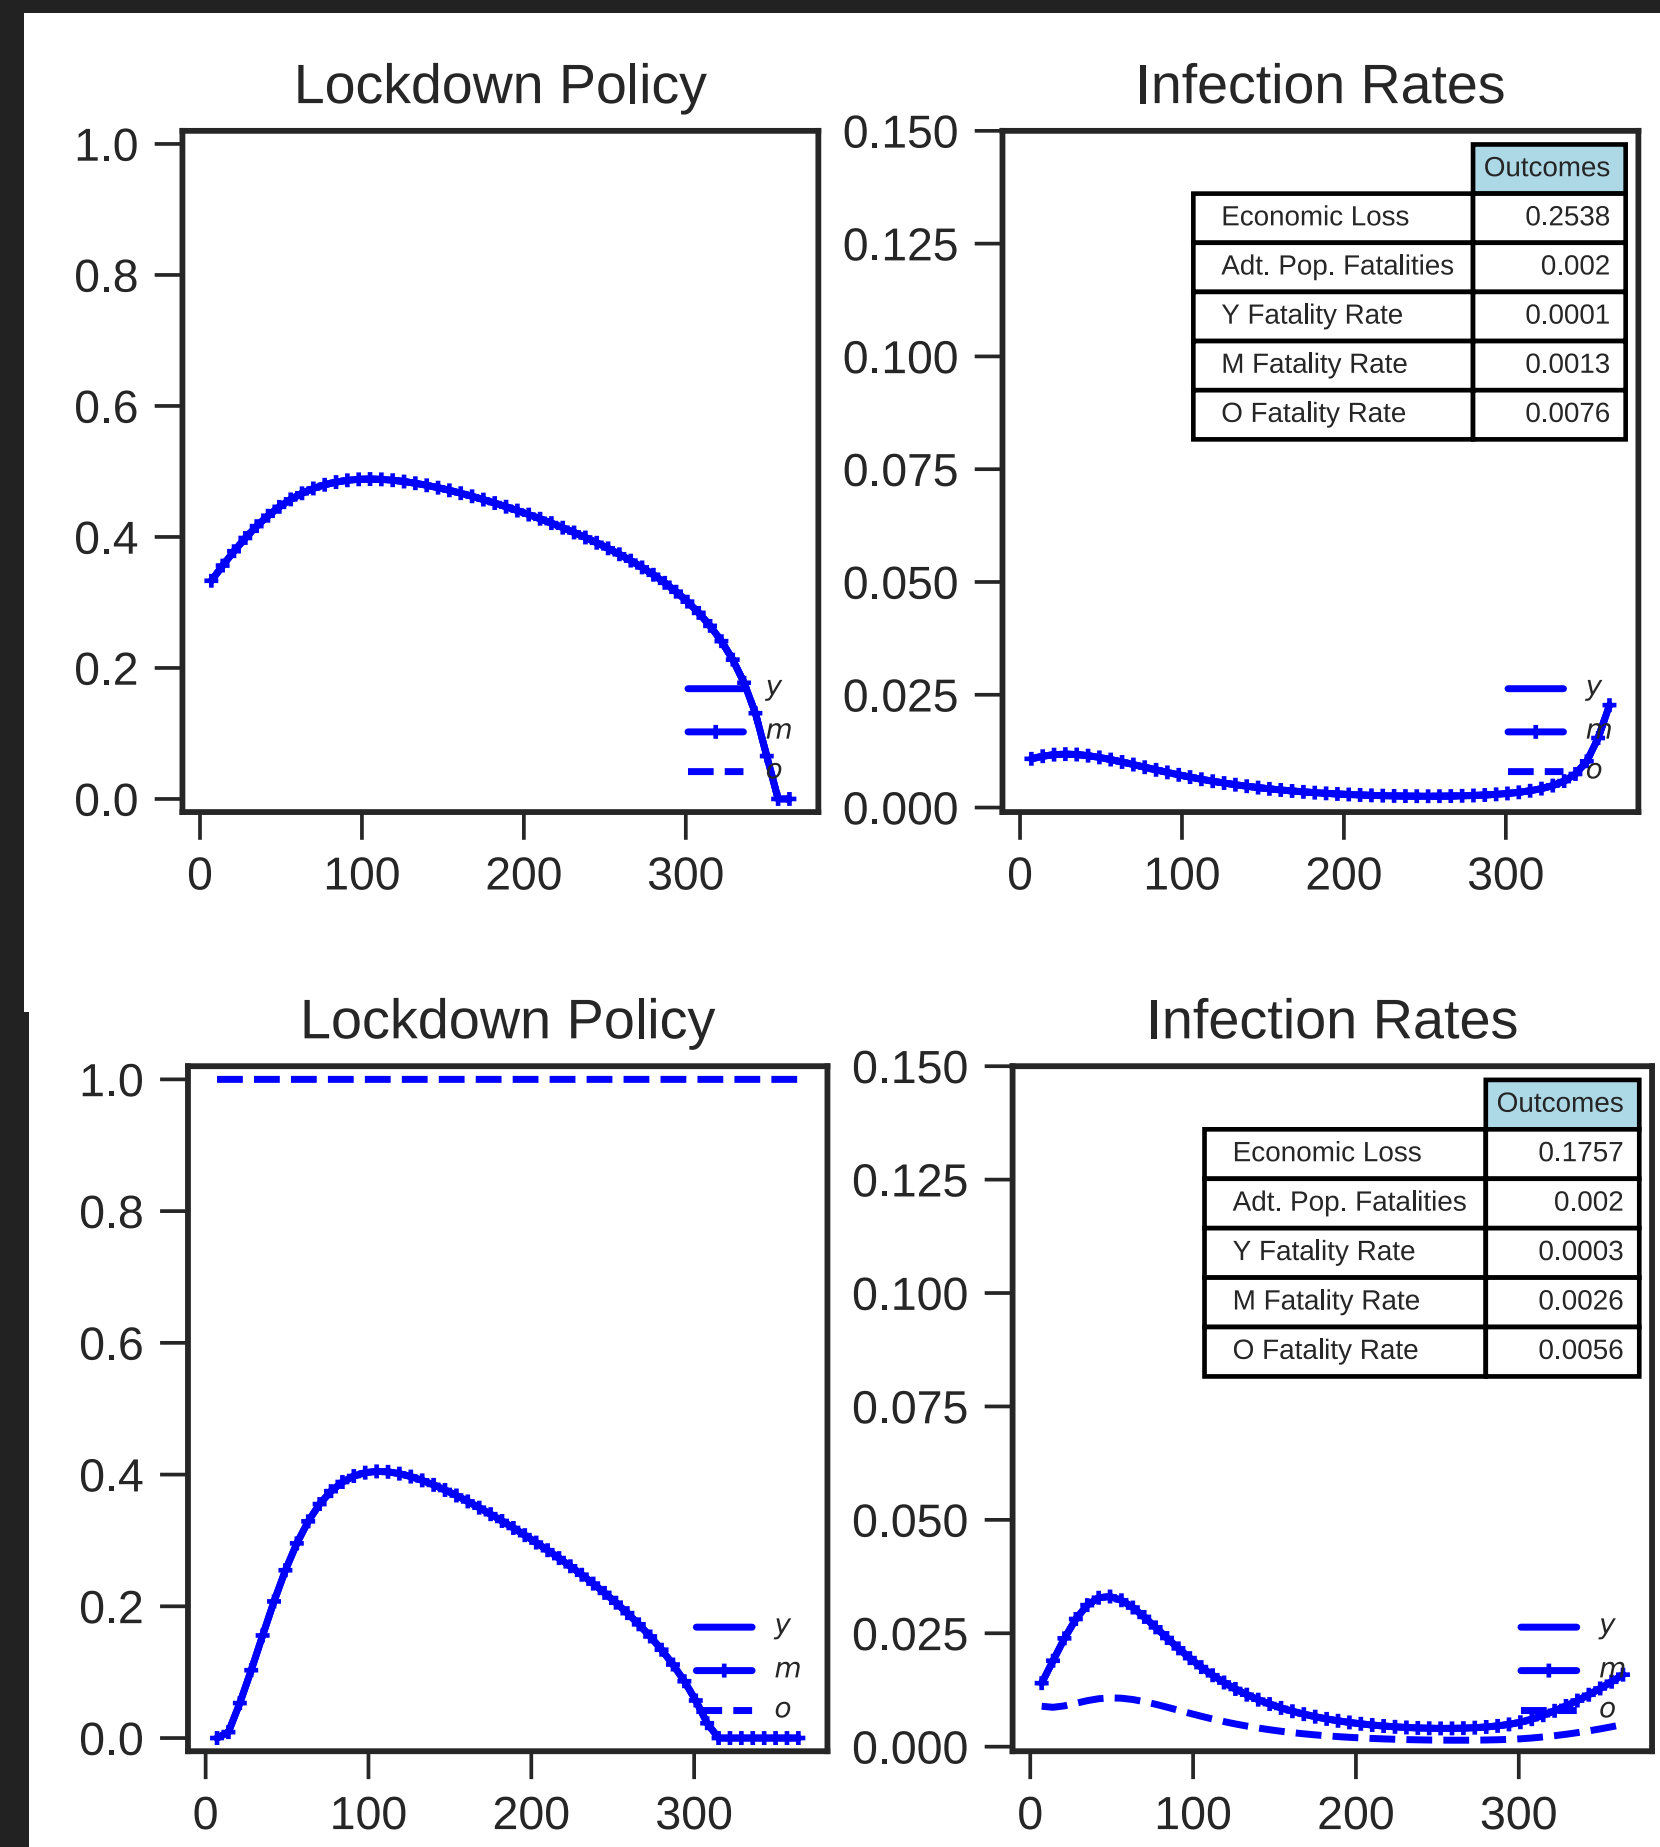 Lockdown Policy
1.0
0.8
0.6
0.4
0.2
0.0
0 100 200 300
y
m
o
Infection Rates
0.150
0.125
0.100
0.075
0.050
0.025
0.000
0 100 200 300
Outcomes
Economic Loss 0.2538
Adt. Pop. Fatalities 0.002
Y Fatality Rate 0.0001
M Fatality Rate 0.0013
O Fatality Rate 0.0076
y
m
o
Lockdown Policy
1.0
0.8
0.6
0.4
0.2
0.0
0 100 200 300
y
m
o
Infection Rates
0.150
0.125
0.100
0.075
0.050
0.025
0.000
0 100 200 300
Outcomes
Economic Loss 0.1757
Adt. Pop. Fatalities 0.002
Y Fatality Rate 0.0003
M Fatality Rate 0.0026
O Fatality Rate 0.0056
y
m
o